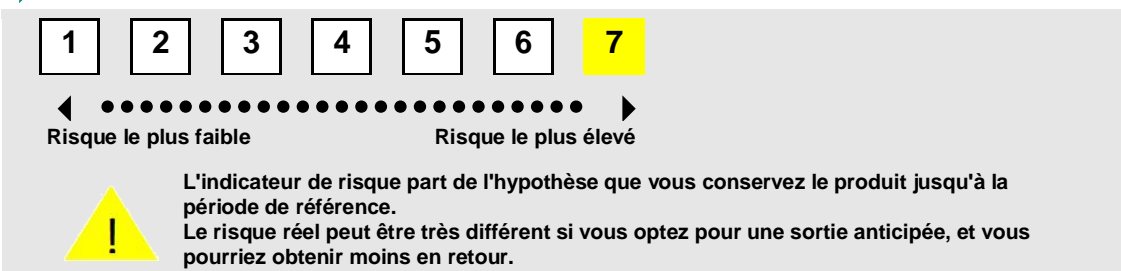 1 2 3 4 5 6 7
Risque le plus faible Risque le plus élevé
!
L'indicateur de risque part de l'hypothèse que vous conservez le produit jusqu'à la
période de référence.
Le risque réel peut être très différent si vous optez pour une sortie anticipée, et vous
pourriez obtenir moins en retour.